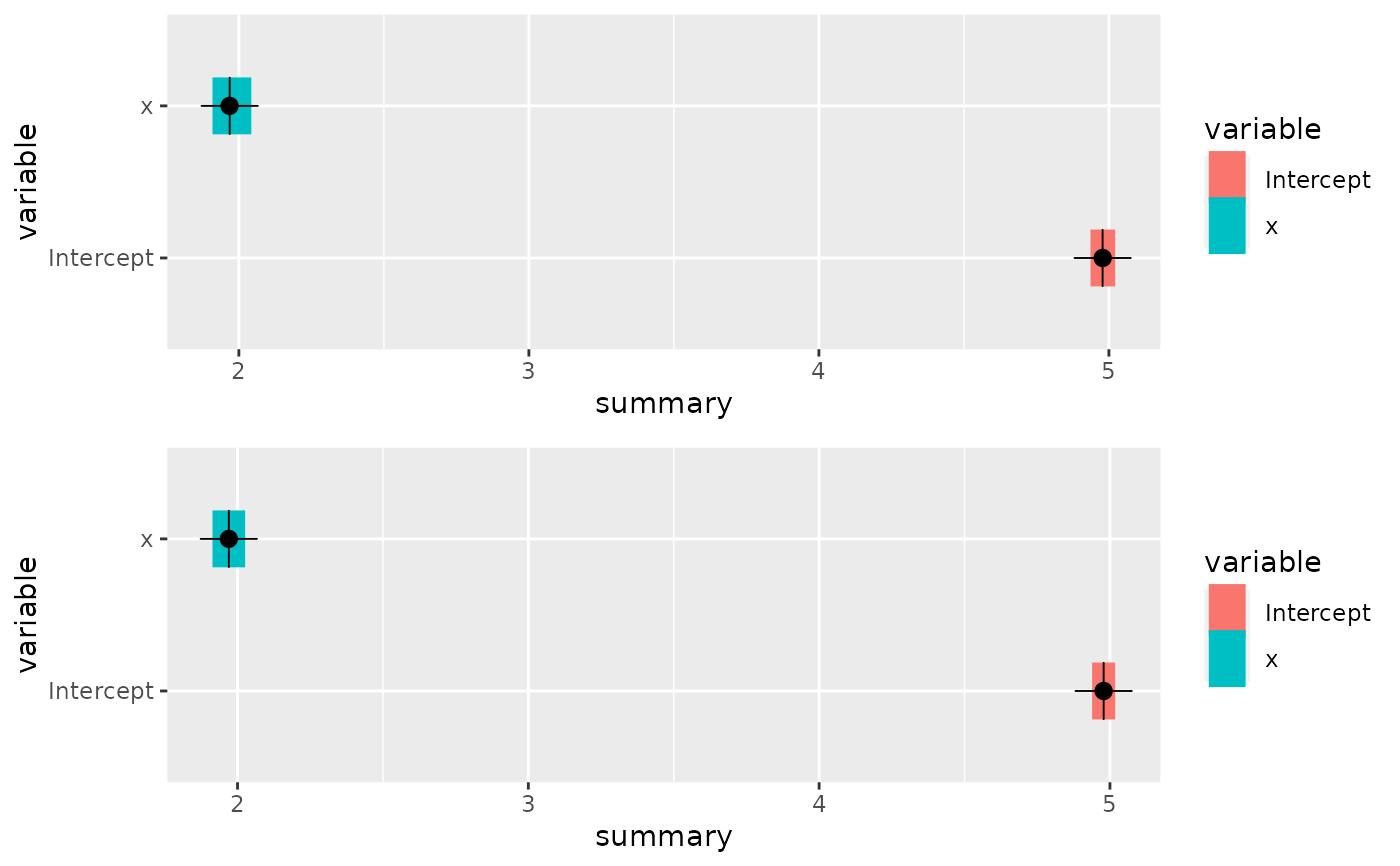 variable
x
Intercept
2 3 4 5
summary
variable
Intercept
x
variable
x
Intercept
2 3 4 5
summary
variable
Intercept
x